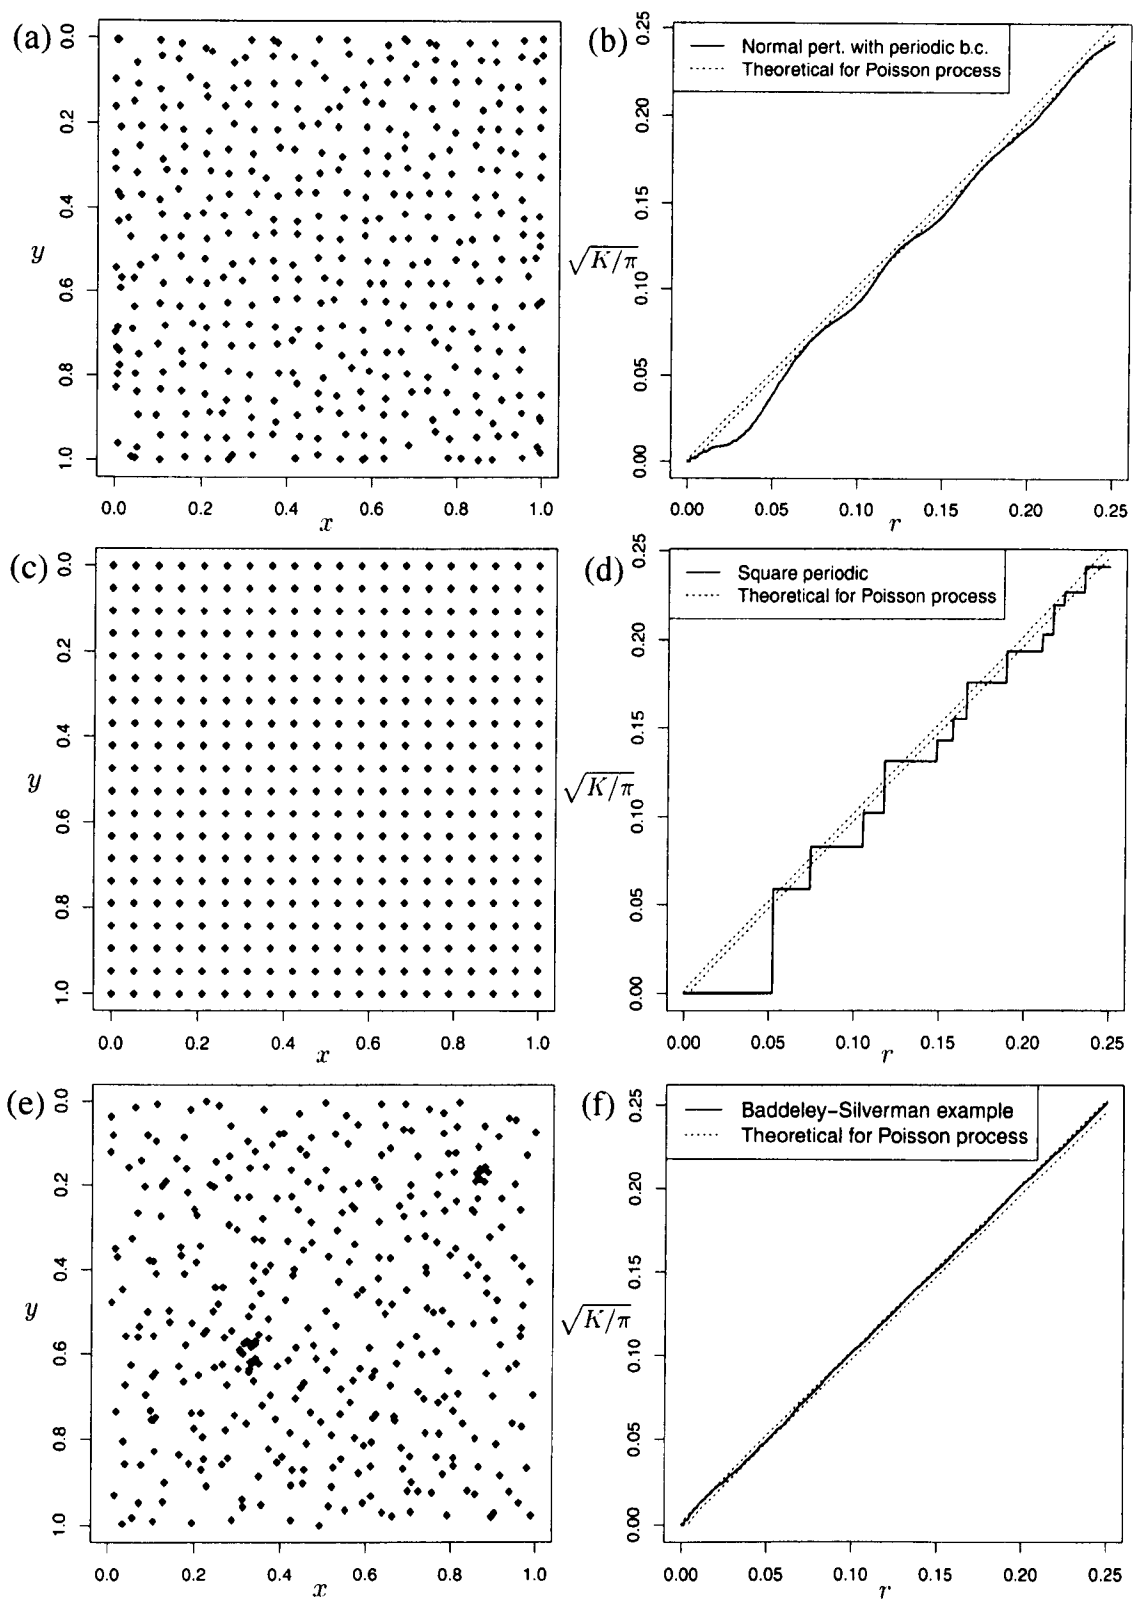 (a)
0.0
0.2
0.4
0.6
0.8
1.0
y
0.0 0.2 0.4 0.6 0.8 1.0
x
(b)
Normal pert. with periodic b.c.
Theoretical for Poisson process
0.25
0.20
0.15
0.10
0.05
0.00
√K/π
0.00 0.05 0.10 0.15 0.20 0.25
r
(c)
0.0
0.2
0.4
0.6
0.8
1.0
y
0.0 0.2 0.4 0.6 0.8 1.0
x
(d)
Square periodic
Theoretical for Poisson process
0.25
0.20
0.15
0.10
0.05
0.00
√K/π
0.00 0.05 0.10 0.15 0.20 0.25
r
(e)
0.0
0.2
0.4
0.6
0.8
1.0
y
0.0 0.2 0.4 0.6 0.8 1.0
x
(f)
Baddeley−Silverman example
Theoretical for Poisson process
0.25
0.20
0.15
0.10
0.05
0.00
√K/π
0.00 0.05 0.10 0.15 0.20 0.25
r